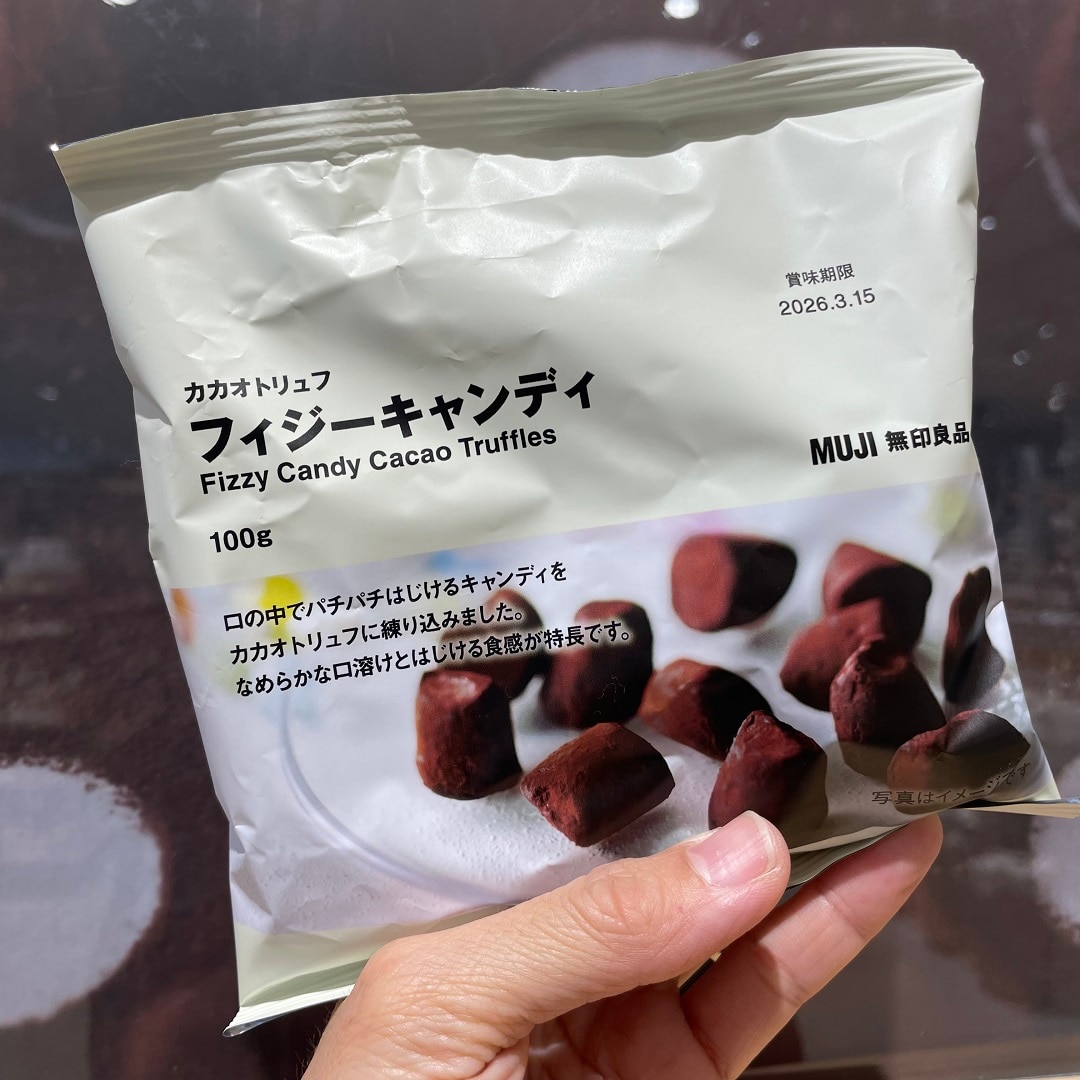 賞味期限
2026.3.15
カカオトリュフ
フィジーキャンディ
Fizzy Candy Cacao Truffles
MUJI 無印良品
100g
口の中でパチパチはじけるキャンディを
カカオトリュフに練り込みました。
なめらかな口溶けとはじける食感が特長です。
写真はイメージです